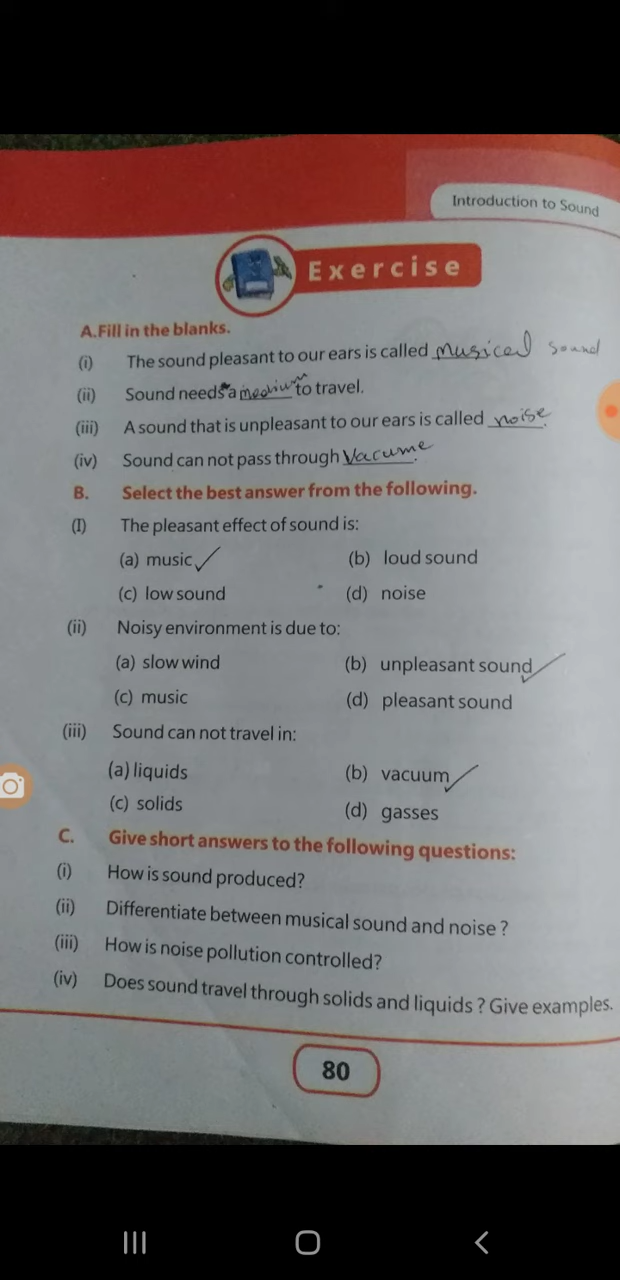 Introduction to Sound
Exercise
A.Fill in the blanks.
(i) The sound pleasant to our ears is called musical sound
(ii) Sound needs a medium to travel.
(iii) A sound that is unpleasant to our ears is called noise.
(iv) Sound can not pass through Vacume.
B. Select the best answer from the following.
(I) The pleasant effect of sound is:
(a) music ✓ (b) loud sound
(c) low sound (d) noise
(ii) Noisy environment is due to:
(a) slow wind (b) unpleasant sound ✓
(c) music (d) pleasant sound
(iii) Sound can not travel in:
(a) liquids (b) vacuum ✓
(c) solids (d) gasses
C. Give short answers to the following questions:
(i) How is sound produced?
(ii) Differentiate between musical sound and noise ?
(iii) How is noise pollution controlled?
(iv) Does sound travel through solids and liquids ? Give examples.
80